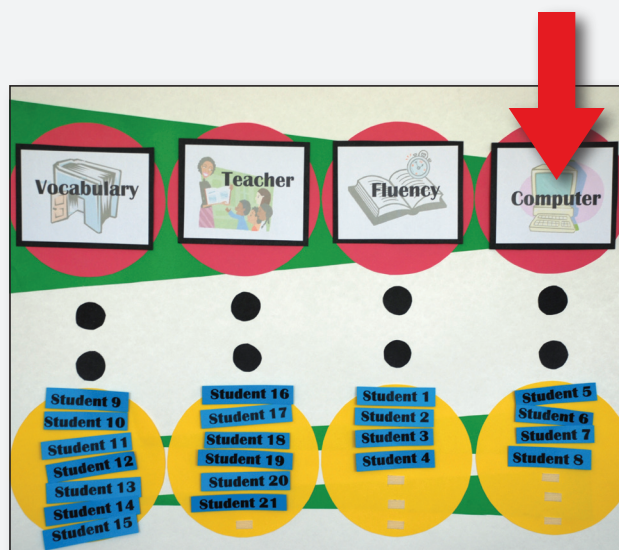 Vocabulary
Teacher
Fluency
Computer
Student 9
Student 10
Student 11
Student 12
Student 13
Student 14
Student 15
Student 16
Student 17
Student 18
Student 19
Student 20
Student 21
Student 1
Student 2
Student 3
Student 4
Student 5
Student 6
Student 7
Student 8